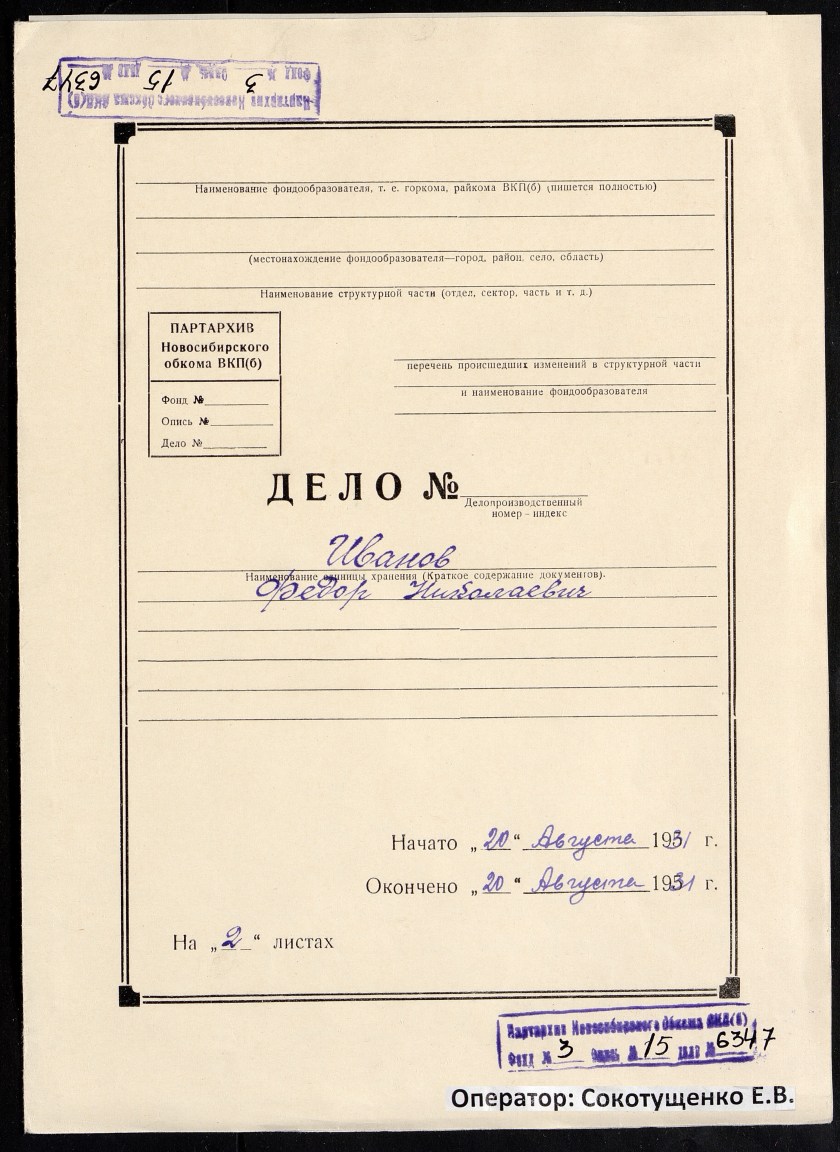 Партархив Новосибирского Обкома ВКП(б)
Фонд № 3 Опись № 15 дело № 6347
Наименование фондообразователя, т. е. горкома, райкома ВКП(б) (пишется полностью)
(местонахождение фондообразователя—город, район, село, область)
Наименование структурной части (отдел, сектор, часть и т. д.)
ПАРТАРХИВ
Новосибирского
обкома ВКП(б)
Фонд №
Опись №
Дело №
перечень происшедших изменений в структурной части
и наименование фондообразователя
ДЕЛО №
Делопроизводственный
номер – индекс
Иванов
Наименование единицы хранения (Краткое содержание документов).
Федор Николаевич
Начато „20“ Августа 1931 г.
Окончено „20“ Августа 1931 г.
На „2“ листах
Партархив Новосибирского Обкома ВКП(б)
Фонд № 3 Опись № 15 дело № 6347
Оператор: Сокотущенко Е.В.